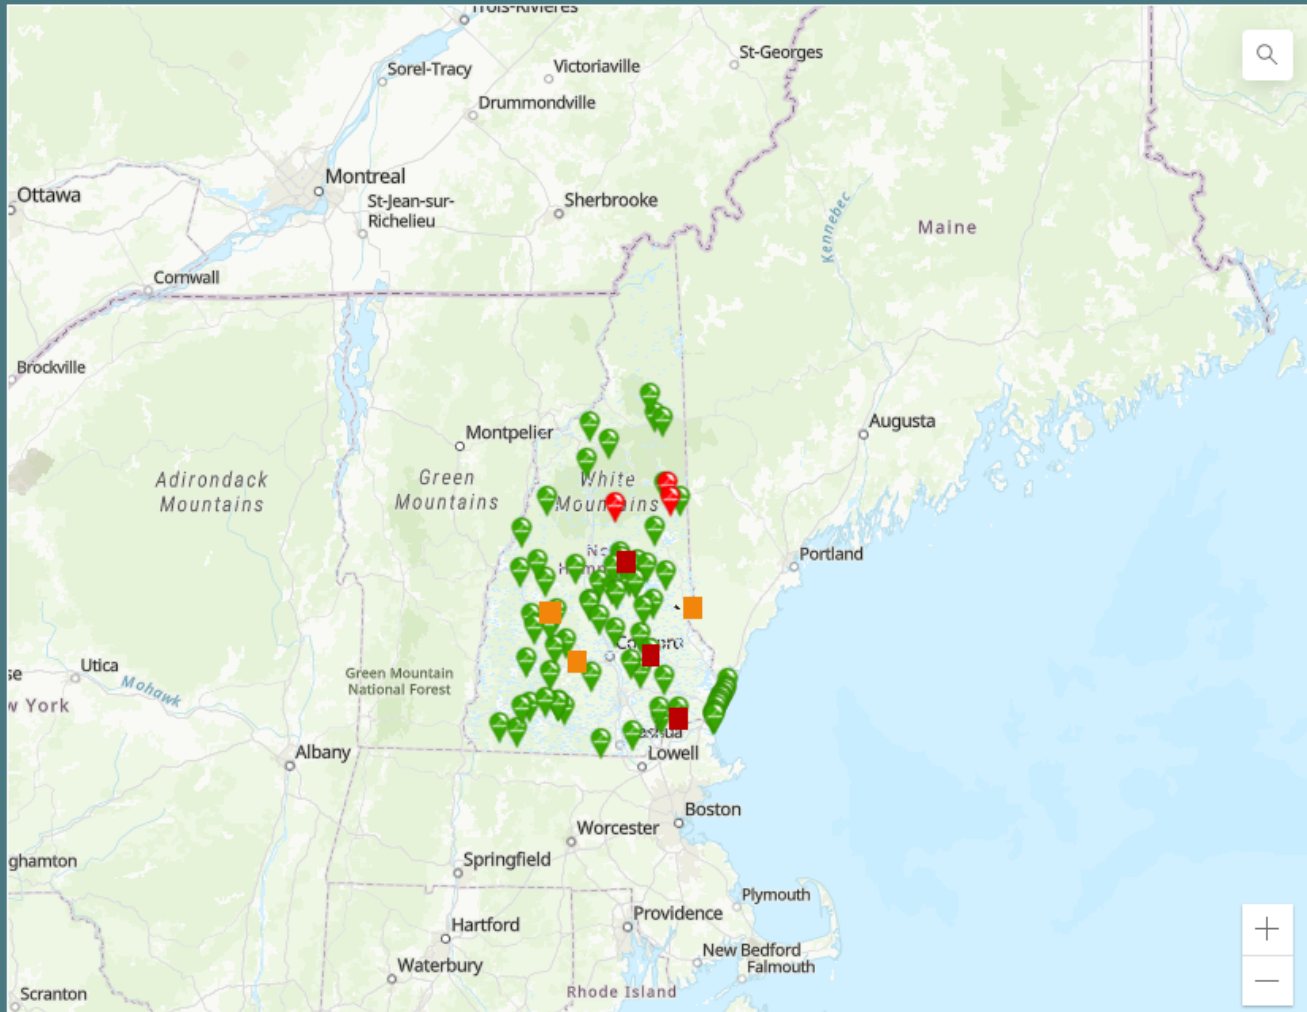 Trois-Rivières
St-Georges
Sorel-Tracy
Victoriaville
Drummondville
Montreal
Ottawa
St-Jean-sur-
Richelieu
Sherbrooke
Kennebec
Maine
Cornwall
Brockville
Augusta
Montpelier
Adirondack
Mountains
Green
Mountains
White
Mountains
Portland
Utica
Mohawk
Green Mountain
National Forest
w York
Albany
Lowell
Boston
Worcester
ghamton
Springfield
Plymouth
Providence
Hartford
New Bedford
Falmouth
Waterbury
Rhode Island
Scranton